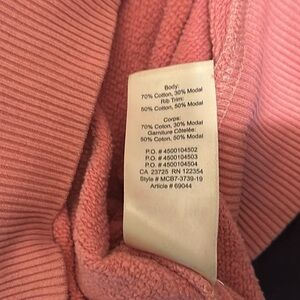 Body:
70% Cotton, 30% Modal
Rib Trim:
50% Cotton, 50% Modal
Corps:
70% Coton, 30% Modal
Garniture Côtelée:
50% Coton, 50% Modal
P.O. # 4500104502
P.O. # 4500104503
P.O. # 4500104504
CA 23725 RN 122354
Style # MCB7-3739-19
Article # 69044